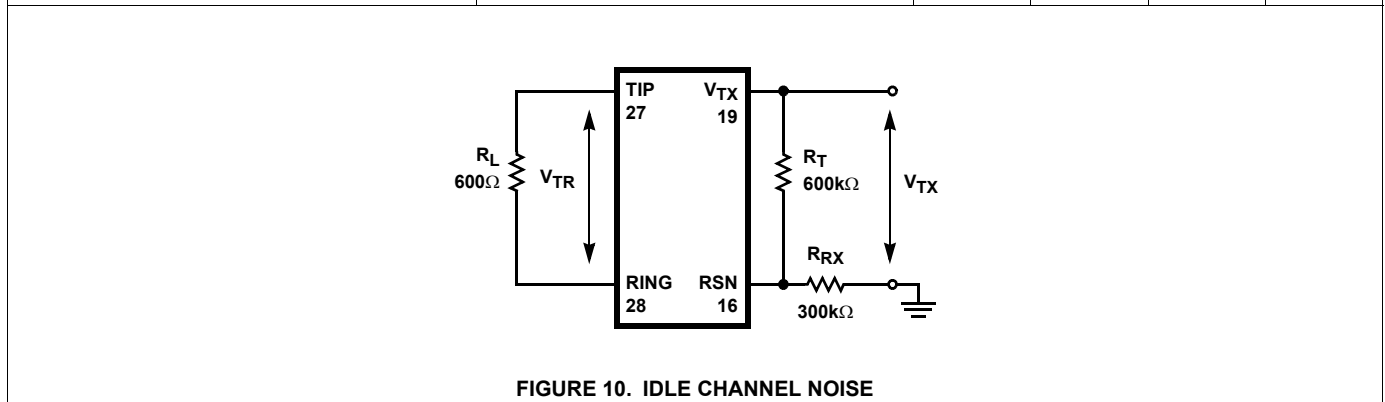 TIP
27
V_TX
19
R_L
600Ω
V_TR
R_T
600kΩ
V_TX
R_RX
300kΩ
RING
28
RSN
16
FIGURE 10. IDLE CHANNEL NOISE